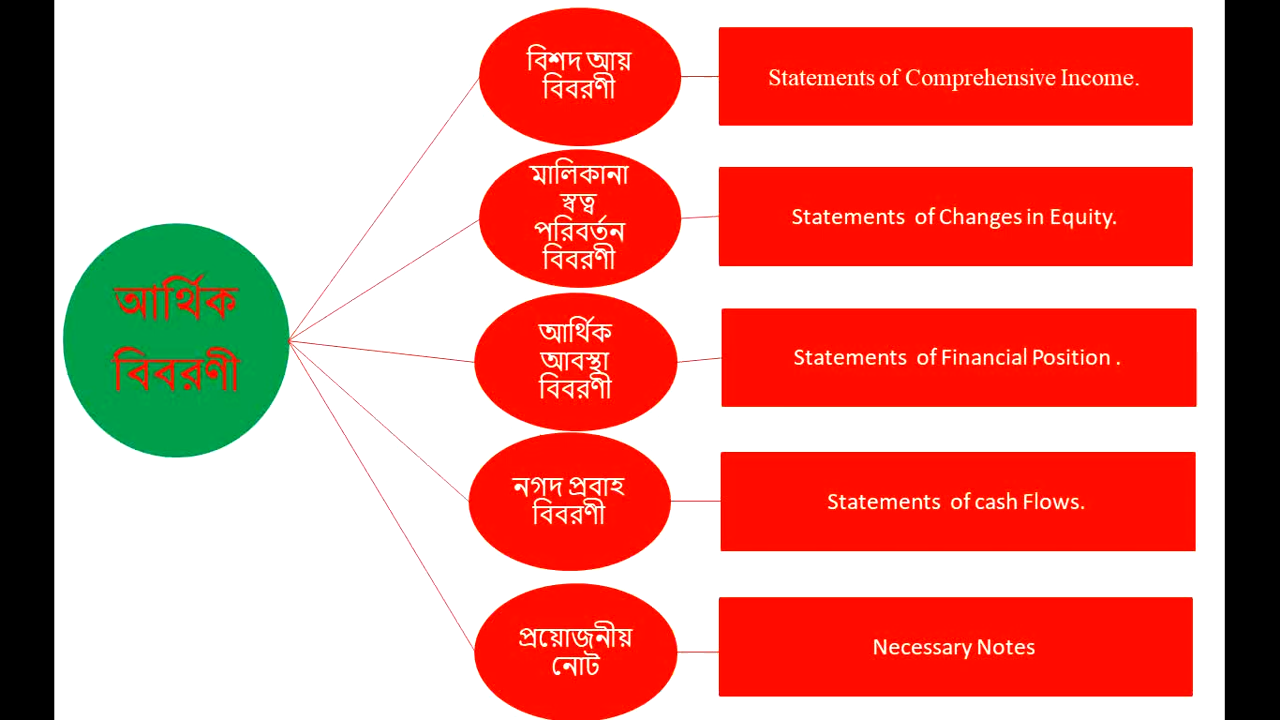 আর্থিক
বিবরণী
বিশদ আয়
বিবরণী
Statements of Comprehensive Income.
মালিকানা
স্বত্ব
পরিবর্তন
বিবরণী
Statements of Changes in Equity.
আর্থিক
আবস্থা
বিবরণী
Statements of Financial Position .
নগদ প্রবাহ
বিবরণী
Statements of cash Flows.
প্রয়োজনীয়
নোট
Necessary Notes